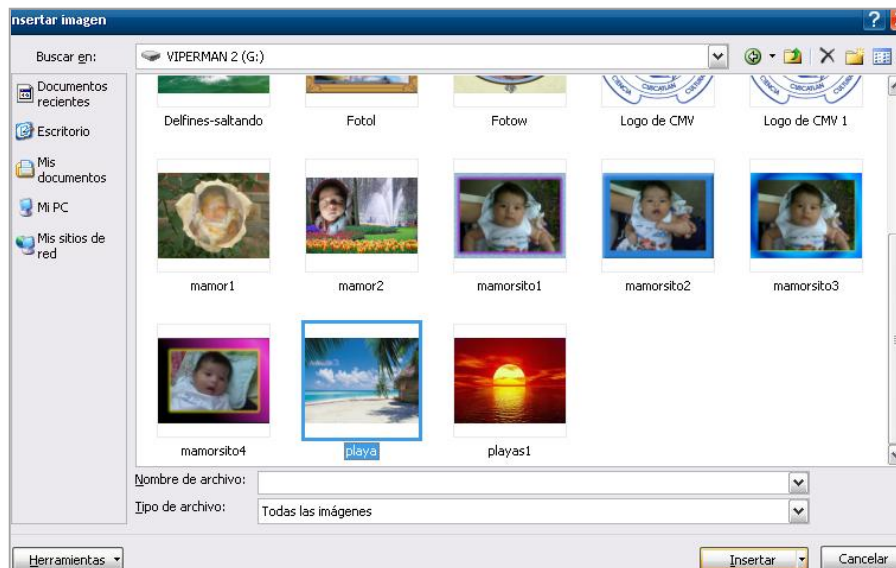 nsertar imagen
Buscar en:
VIPERMAN 2 (G:)
Documentos
recientes
Escritorio
Mis
documentos
Mi PC
Mis sitios de
red
Delfines-saltando
Fotol
Fotow
Logo de CMV
Logo de CMV 1
mamor1
mamor2
mamorsito1
mamorsito2
mamorsito3
mamorsito4
playa
playas1
Nombre de archivo:
Tipo de archivo:
Todas las imágenes
Herramientas
Insertar
Cancelar